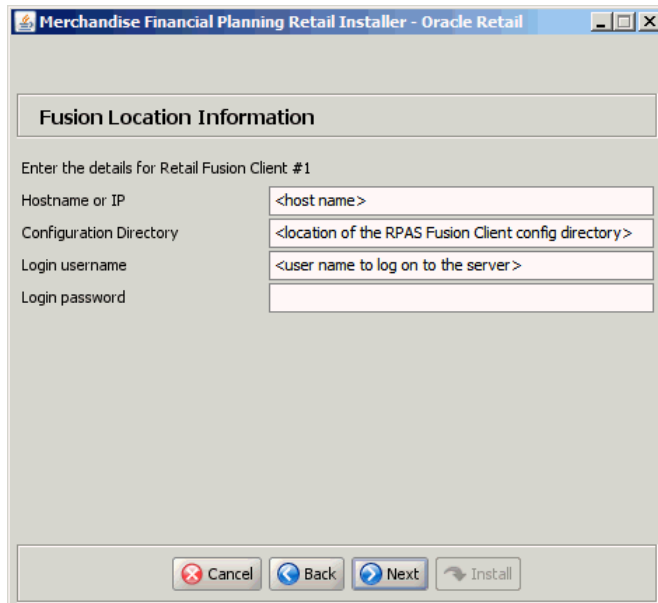 Merchandise Financial Planning Retail Installer - Oracle Retail
Fusion Location Information
Enter the details for Retail Fusion Client #1
Hostname or IP <host name>
Configuration Directory <location of the RPAS Fusion Client config directory>
Login username <user name to log on to the server>
Login password
Cancel Back Next Install